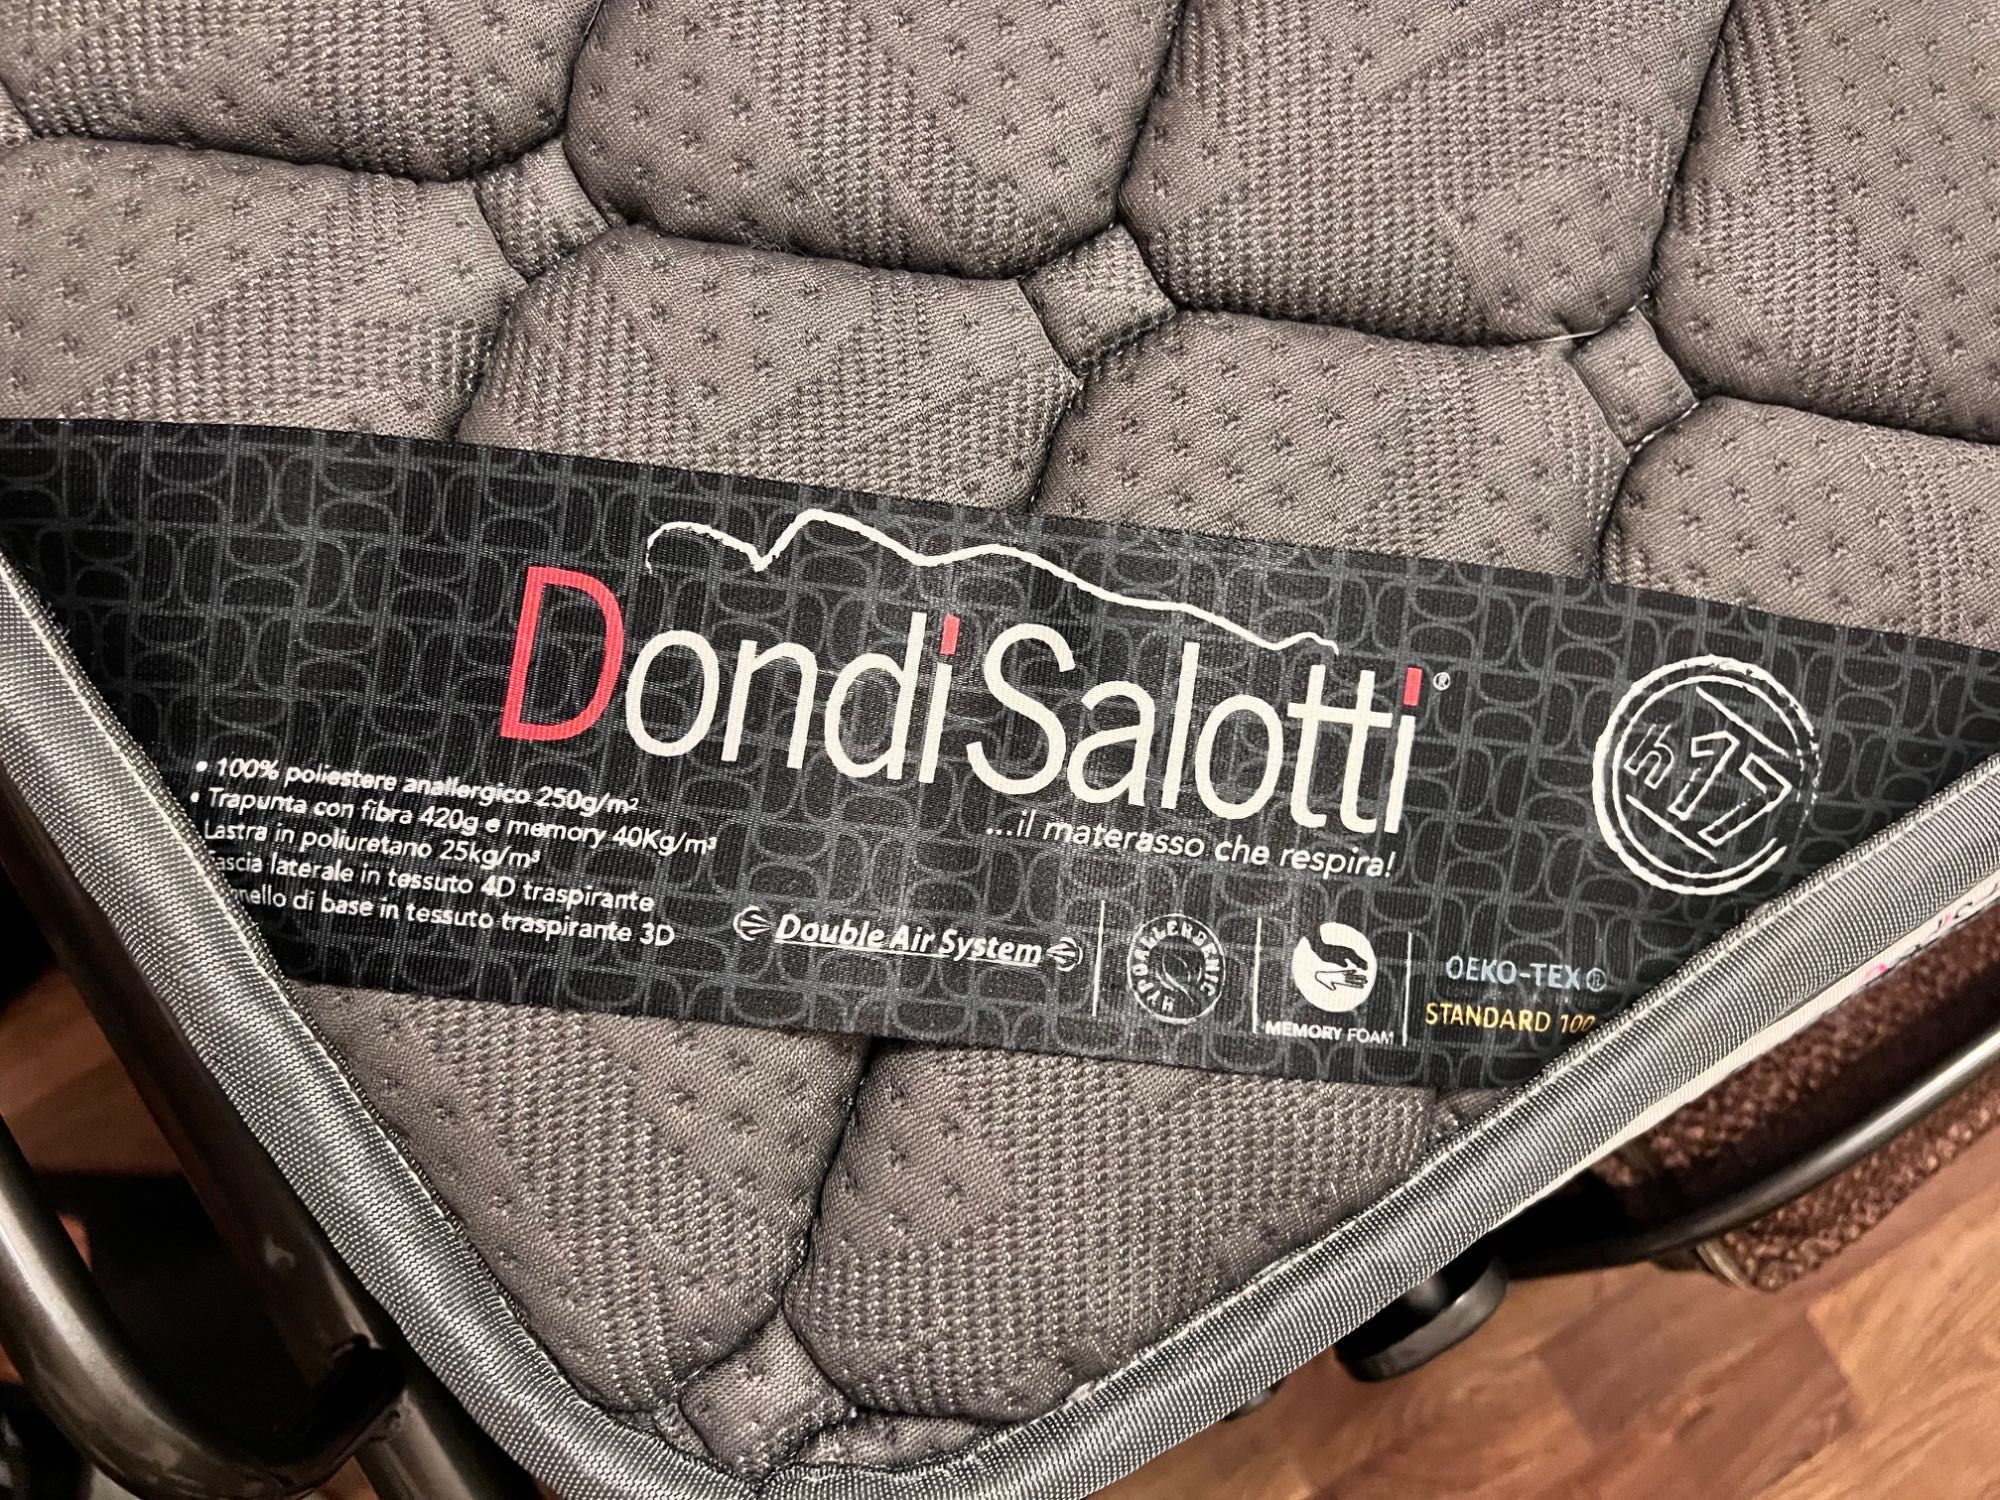 DondiSalotti®
...il materasso che respira!
h17
• 100% poliestere anallergico 250g/m²
• Trapunta con fibra 420g e memory 40Kg/m³
Lastra in poliuretano 25kg/m³
laterale in tessuto 4D traspirante
di base in tessuto traspirante 3D
Double Air System
HYPOALLERGENIC
MEMORY FOAM
OEKO-TEX®
STANDARD 100